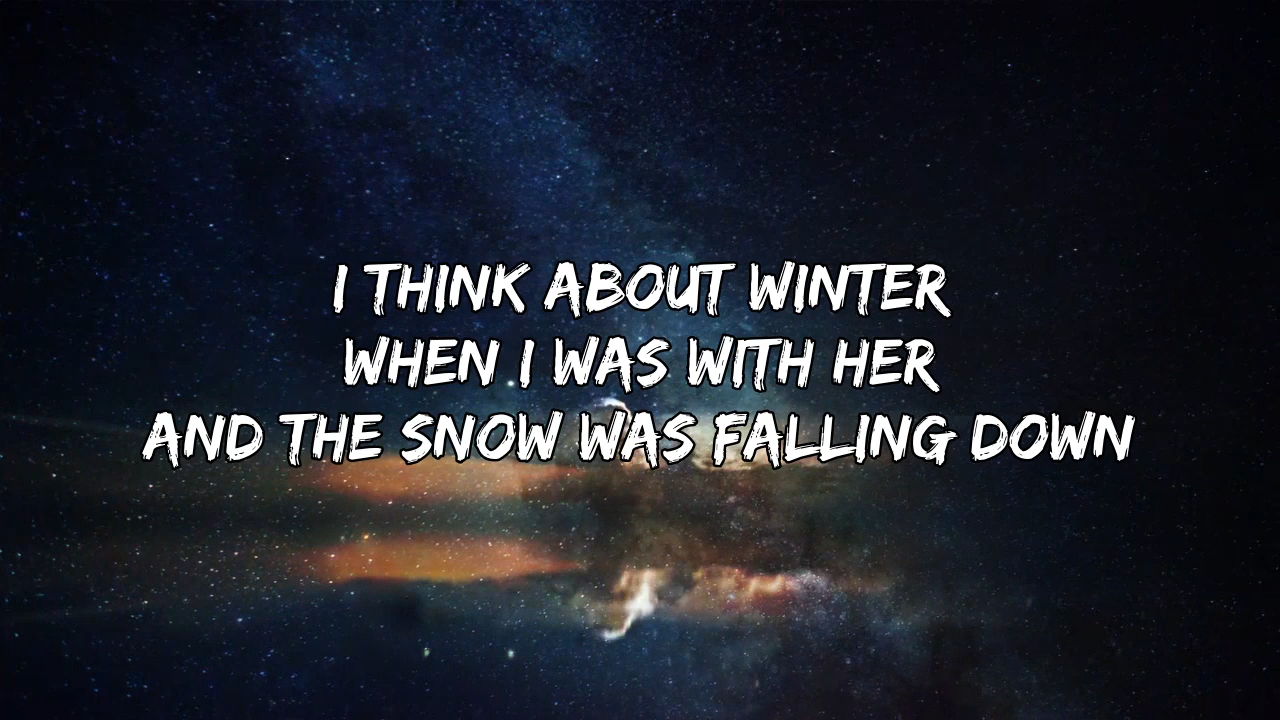 I THINK ABOUT WINTER
WHEN I WAS WITH HER
AND THE SNOW WAS FALLING DOWN